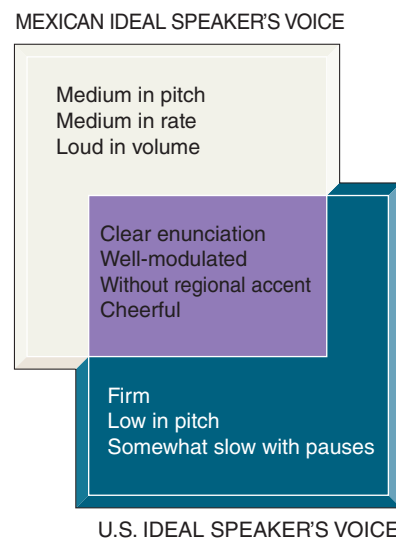 MEXICAN IDEAL SPEAKER'S VOICE
Medium in pitch
Medium in rate
Loud in volume
Clear enunciation
Well-modulated
Without regional accent
Cheerful
Firm
Low in pitch
Somewhat slow with pauses
U.S. IDEAL SPEAKER'S VOICE